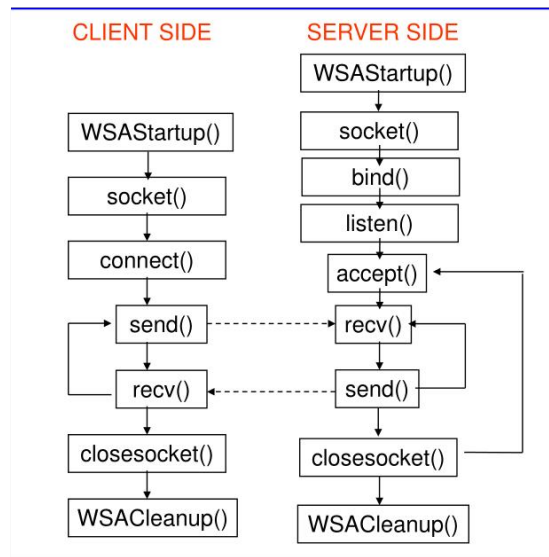 CLIENT SIDE
WSAStartup()
socket()
connect()
send()
recv()
closesocket()
WSACleanup()
SERVER SIDE
WSAStartup()
socket()
bind()
listen()
accept()
recv()
send()
closesocket()
WSACleanup()